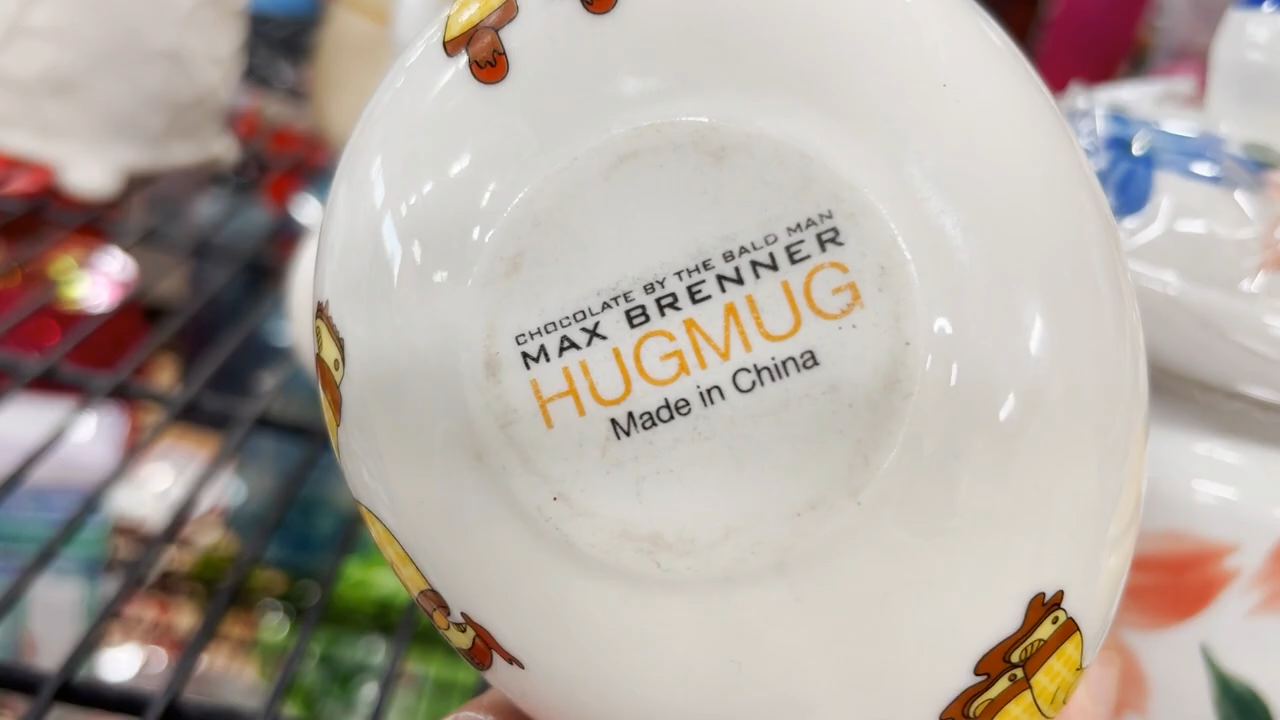 CHOCOLATE BY THE BALD MAN
MAX BRENNER
HUGMUG
Made in China